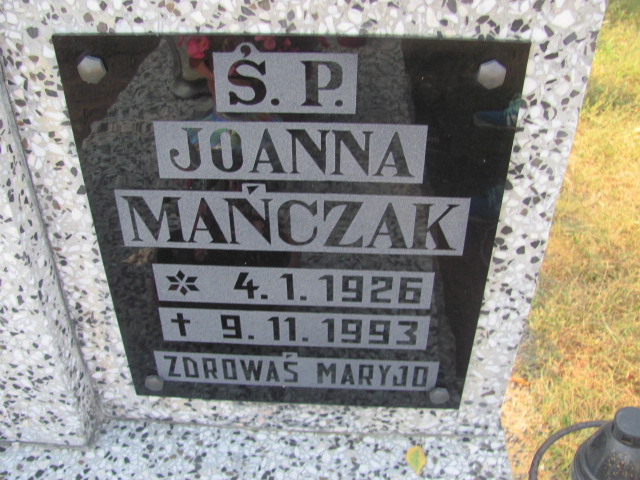 Ś. P.
JOANNA
MAŃCZAK
* 4. 1. 1926
✝ 9. 11. 1993
ZDROWAŚ MARYJO